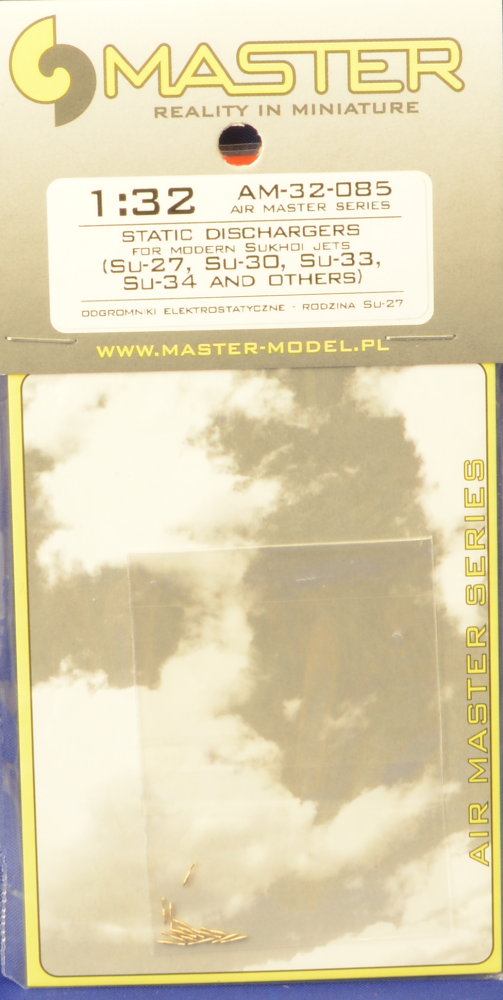 MASTER
REALITY IN MINIATURE
1:32
AM-32-085
AIR MASTER SERIES
STATIC DISCHARGERS
FOR MODERN SUKHOI JETS
(SU-27, SU-30, SU-33,
SU-34 AND OTHERS)
ODGROMNIKI ELEKTROSTATYCZNE - RODZINA SU-27
WWW.MASTER-MODEL.PL
AIR MASTER SERIES